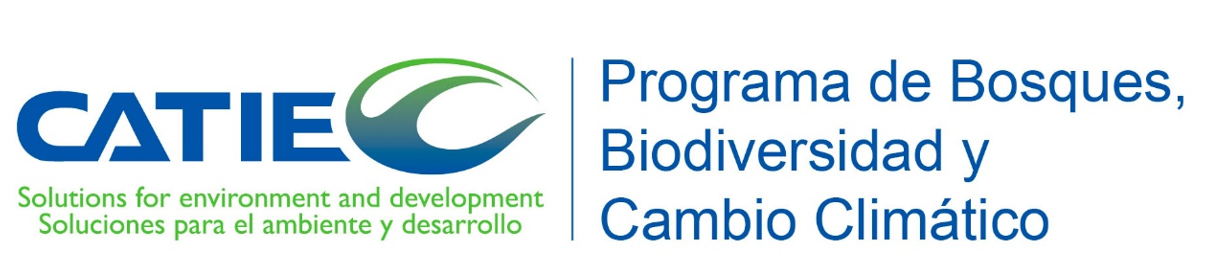 CATIE
Solutions for environment and development
Soluciones para el ambiente y desarrollo
Programa de Bosques,
Biodiversidad y
Cambio Climático